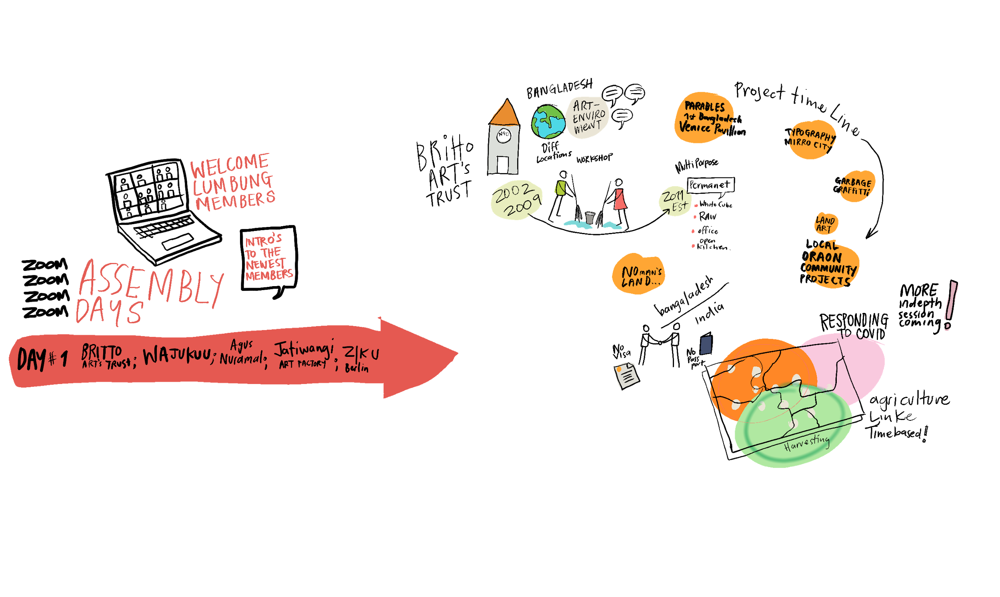 WELCOME
LUMBUNG
MEMBERS
INTRO'S
TO THE
NEWEST
MEMBERS
ZOOM
ZOOM
ZOOM
ZOOM
ASSEMBLY
DAYS
DAY #1
BRITTO
ART'S TRUST;
WAJUKUU;
Agus
Nuramal;
Jatiwangi
ART FACTORY;
Z/KU
Berlin
BRITTO
ART'S
TRUST
NGO
BANGLADESH
ART-
ENVIRO
MENT
Diff
Locations
WORKSHOP
2002
2009
2011
Est
MultiPorpose
Permanet
White Cube
RAW
office
open
kitchen.
PARABLES
1st Bangladesh
Venice Pavillion
Project time Line
TYPOGRAPHY
MIRRO CITY
GARBAGE
GRAFFITTI
LAND
ART
LOCAL
ORAON
COMMUNITY
PROJECTS
NO MAN'S
LAND...
bangaladesh
india
No
Visa
No
Pass
port
MORE
indepth
session
coming!
RESPONDING
TO COVID
agriculture
Linke
Timebased!
Harvesting